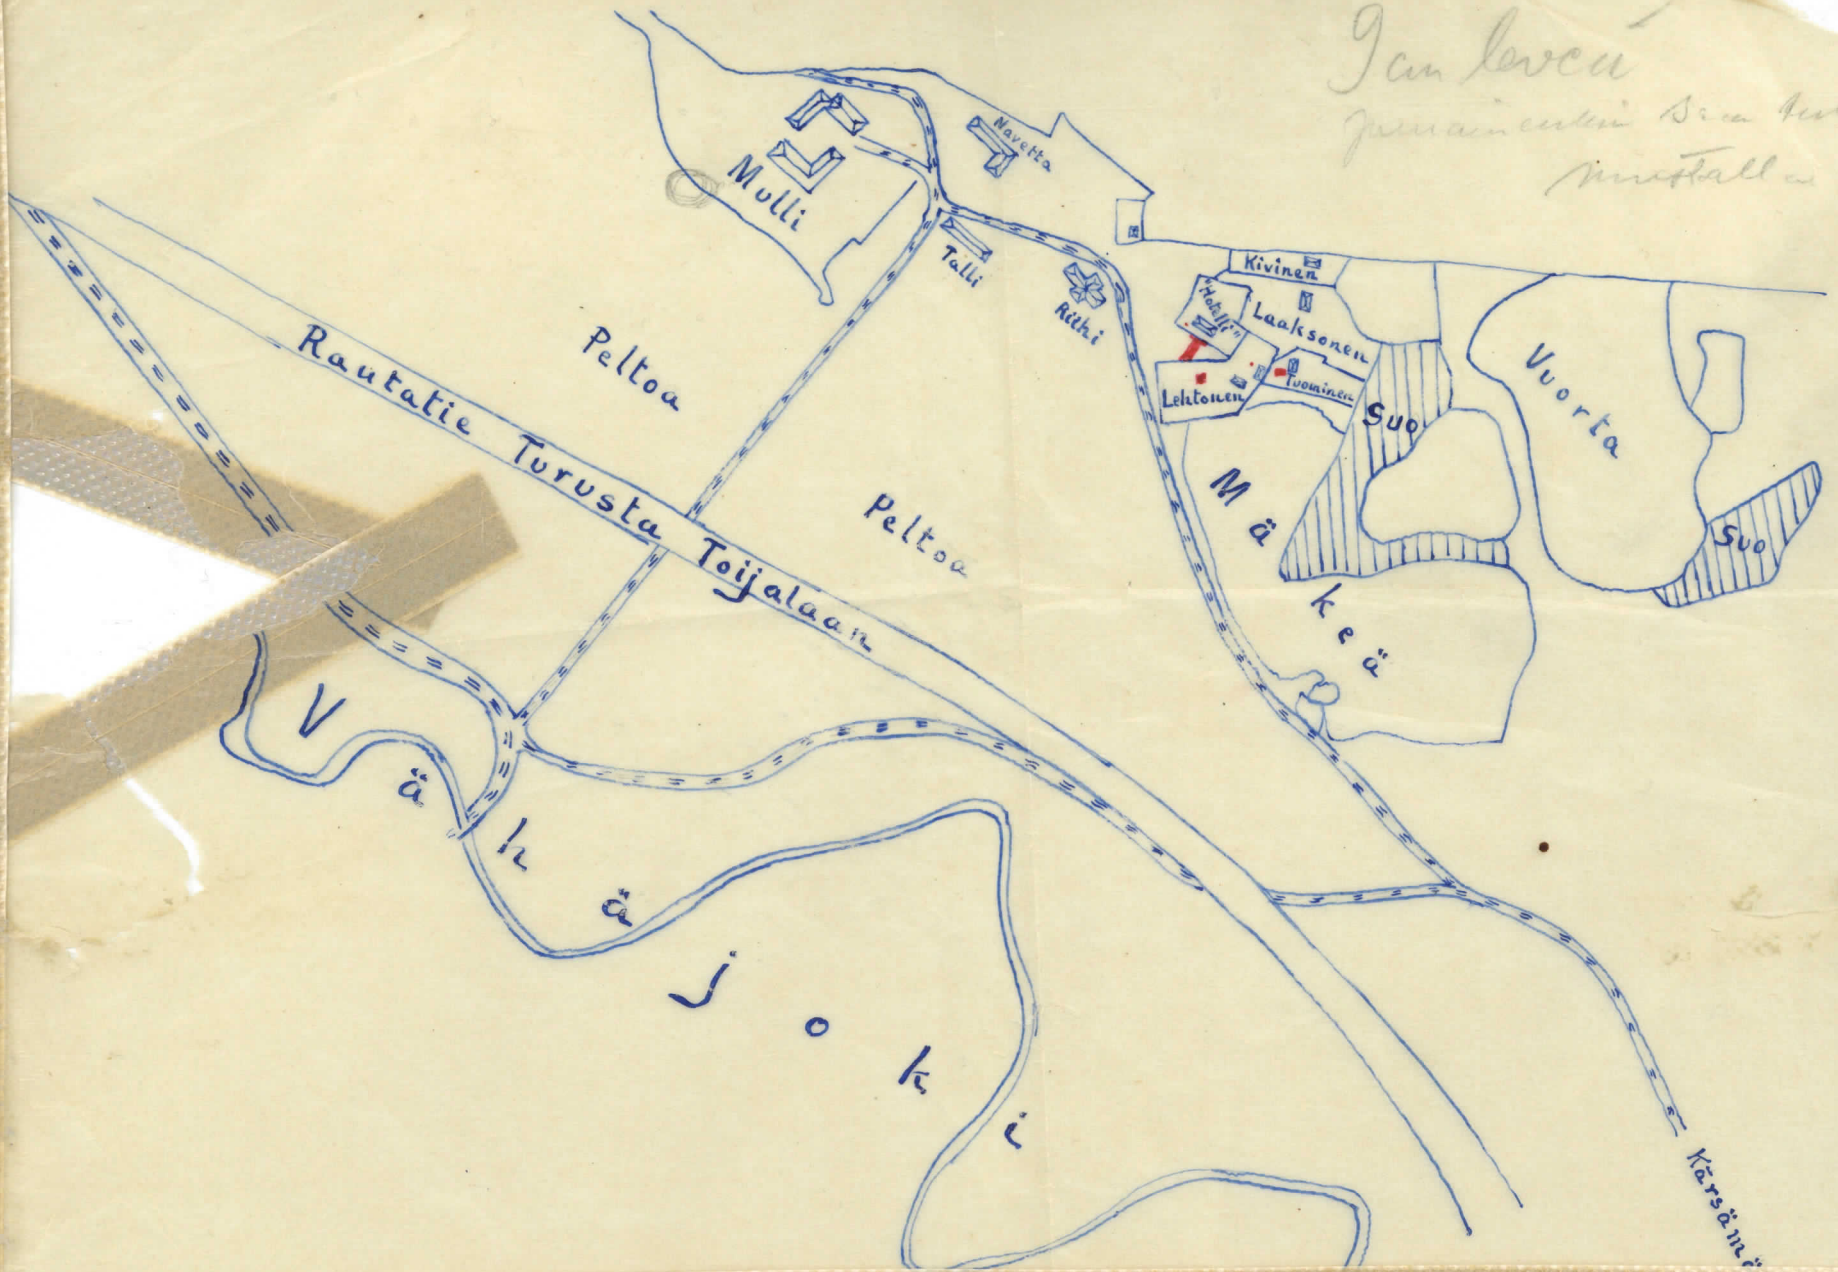 Navetta
Mulli
Talli
Riihi
Kivinen
"Hotelli"
Laaksonen
Lehtonen
Tuominen
Peltoa
Rautatie Turusta Toijalaan
Peltoa
Suo
Vuorta
Suo
Mäkeä
Vähäjoki
Kärsämä